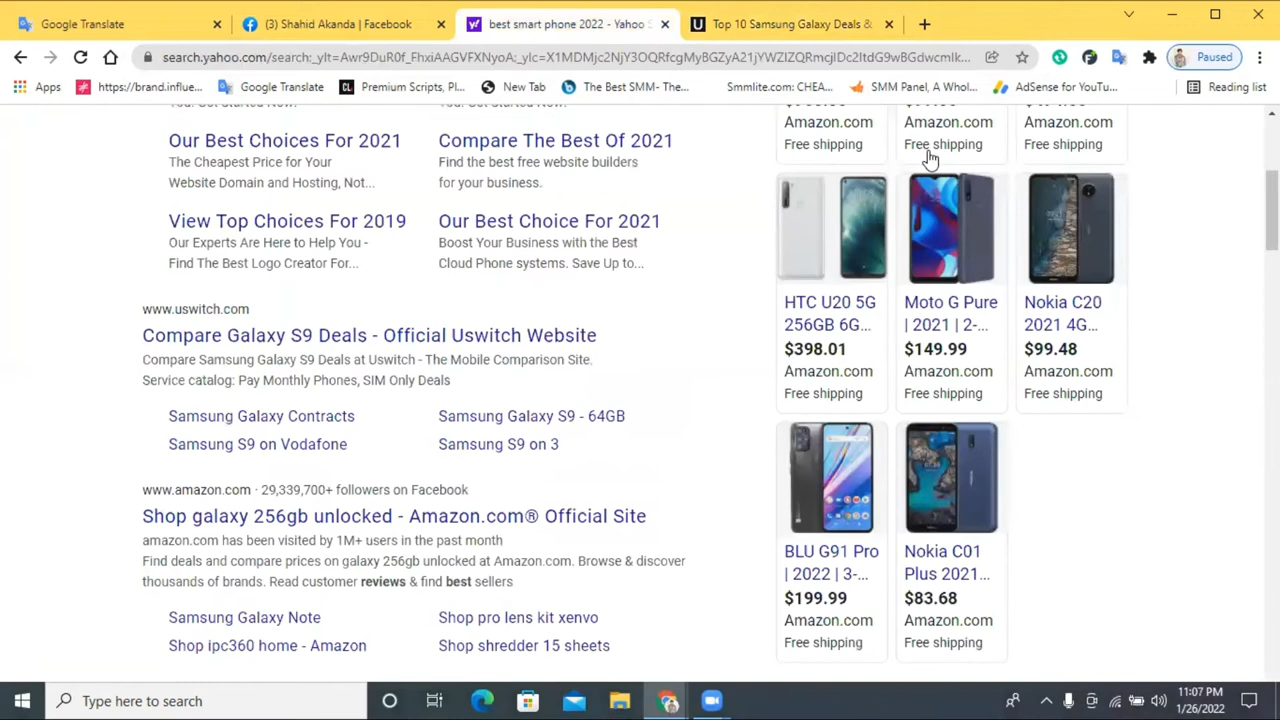 Google Translate
(3) Shahid Akanda | Facebook
best smart phone 2022 - Yahoo S
Top 10 Samsung Galaxy Deals &
search.yahoo.com/search;_ylt=Awr9DuR0f_FhxiAAGVFXNyoA;_ylc=X1MDMjc2NjY3OQRfcgMyBGZyAWZIZQRmcjlDc2ItdG9wBGdwcmlk...
Paused
Apps
https://brand.influe...
Google Translate
Premium Scripts, Pl...
New Tab
The Best SMM- The...
Smmlite.com: CHEA...
SMM Panel, A Whol...
AdSense for YouTub...
Reading list
Our Best Choices For 2021
The Cheapest Price for Your
Website Domain and Hosting, Not...
Compare The Best Of 2021
Find the best free website builders
for your business.
View Top Choices For 2019
Our Experts Are Here to Help You -
Find The Best Logo Creator For...
Our Best Choice For 2021
Boost Your Business with the Best
Cloud Phone systems. Save Up to...
www.uswitch.com
Compare Galaxy S9 Deals - Official Uswitch Website
Compare Samsung Galaxy S9 Deals at Uswitch - The Mobile Comparison Site.
Service catalog: Pay Monthly Phones, SIM Only Deals
Samsung Galaxy Contracts
Samsung Galaxy S9 - 64GB
Samsung S9 on Vodafone
Samsung S9 on 3
www.amazon.com · 29,339,700+ followers on Facebook
Shop galaxy 256gb unlocked - Amazon.com® Official Site
amazon.com has been visited by 1M+ users in the past month
Find deals and compare prices on galaxy 256gb unlocked at Amazon.com. Browse & discover
thousands of brands. Read customer reviews & find best sellers
Samsung Galaxy Note
Shop pro lens kit xenvo
Shop ipc360 home - Amazon
Shop shredder 15 sheets
Amazon.com
Free shipping
Amazon.com
Free shipping
Amazon.com
Free shipping
HTC U20 5G
256GB 6G...
$398.01
Amazon.com
Free shipping
Moto G Pure
| 2021 | 2-...
$149.99
Amazon.com
Free shipping
Nokia C20
2021 4G...
$99.48
Amazon.com
Free shipping
BLU G91 Pro
| 2022 | 3-...
$199.99
Amazon.com
Free shipping
Nokia C01
Plus 2021...
$83.68
Amazon.com
Free shipping
Type here to search
11:07 PM
1/26/2022